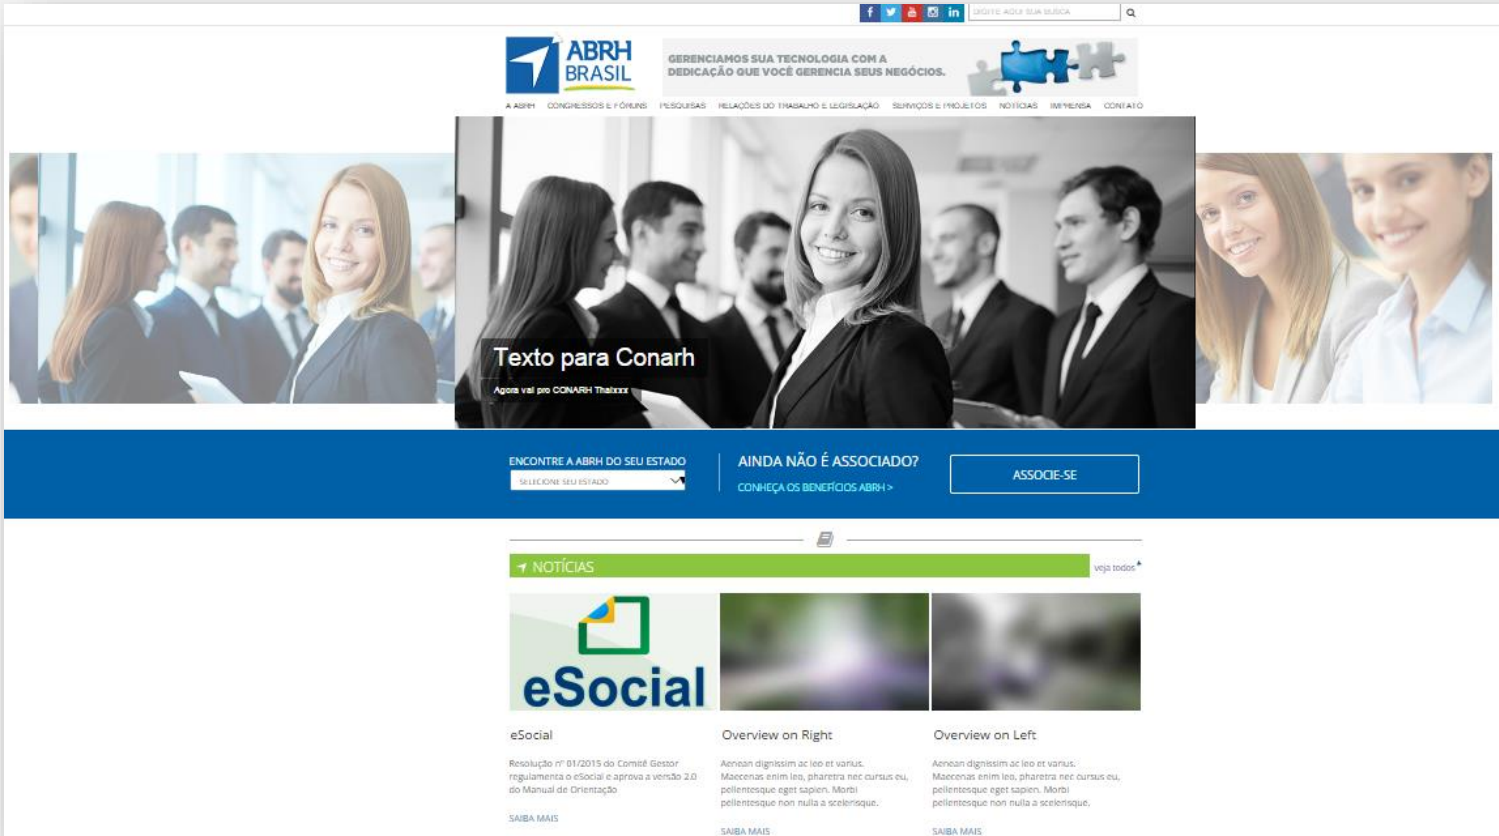 DIGITE AQUI SUA BUSCA
ABRH
BRASIL
GERENCIAMOS SUA TECNOLOGIA COM A
DEDICAÇÃO QUE VOCÊ GERENCIA SEUS NEGÓCIOS.
A ABRH CONGRESSOS E FÓRUNS PESQUISAS RELAÇÕES DO TRABALHO E LEGISLAÇÃO SERVIÇOS E PROJETOS NOTÍCIAS IMPRENSA CONTATO
Texto para Conarh
Agora vai pro CONARH Thaixxx
ENCONTRE A ABRH DO SEU ESTADO
SELECIONE SEU ESTADO
AINDA NÃO É ASSOCIADO?
CONHEÇA OS BENEFÍCIOS ABRH >
ASSOCIE-SE
NOTÍCIAS
veja todos
eSocial
eSocial
Resolução nº 01/2015 do Comitê Gestor
regulamenta o eSocial e aprova a versão 2.0
do Manual de Orientação
SAIBA MAIS
Overview on Right
Aenean dignissim ac leo et varius.
Maecenas enim leo, pharetra nec cursus eu,
pellentesque eget sapien. Morbi
pellentesque non nulla a scelerisque.
SAIBA MAIS
Overview on Left
Aenean dignissim ac leo et varius.
Maecenas enim leo, pharetra nec cursus eu,
pellentesque eget sapien. Morbi
pellentesque non nulla a scelerisque.
SAIBA MAIS